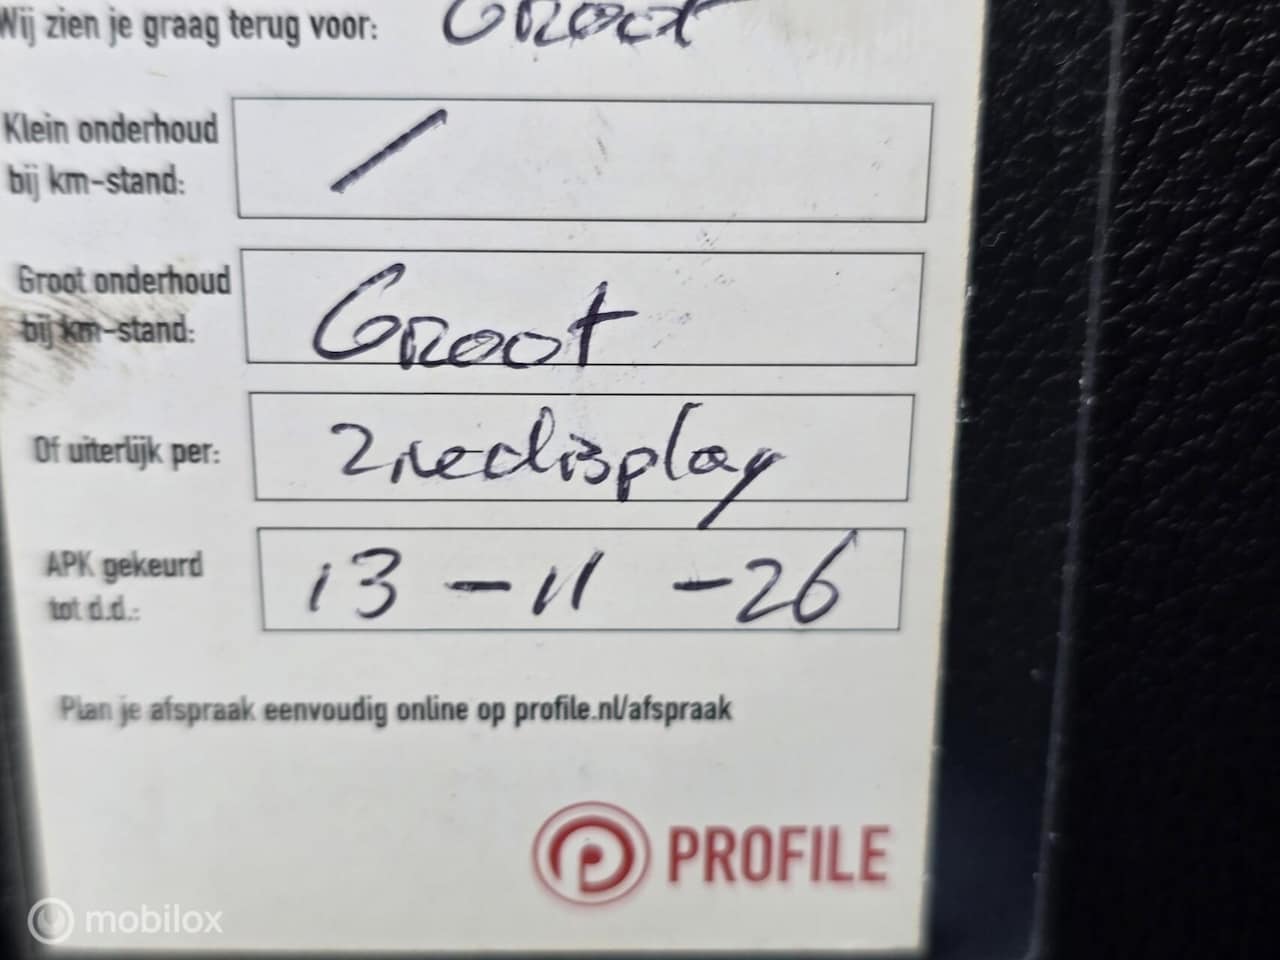 Wij zien je graag terug voor: Groot
Klein onderhoud
bij km-stand: /
Groot onderhoud
bij km-stand: Groot
Of uiterlijk per: Ziedisplay
APK gekeurd
tot d.d.: 13-11-26
Plan je afspraak eenvoudig online op profile.nl/afspraak
PROFILE
mobilox